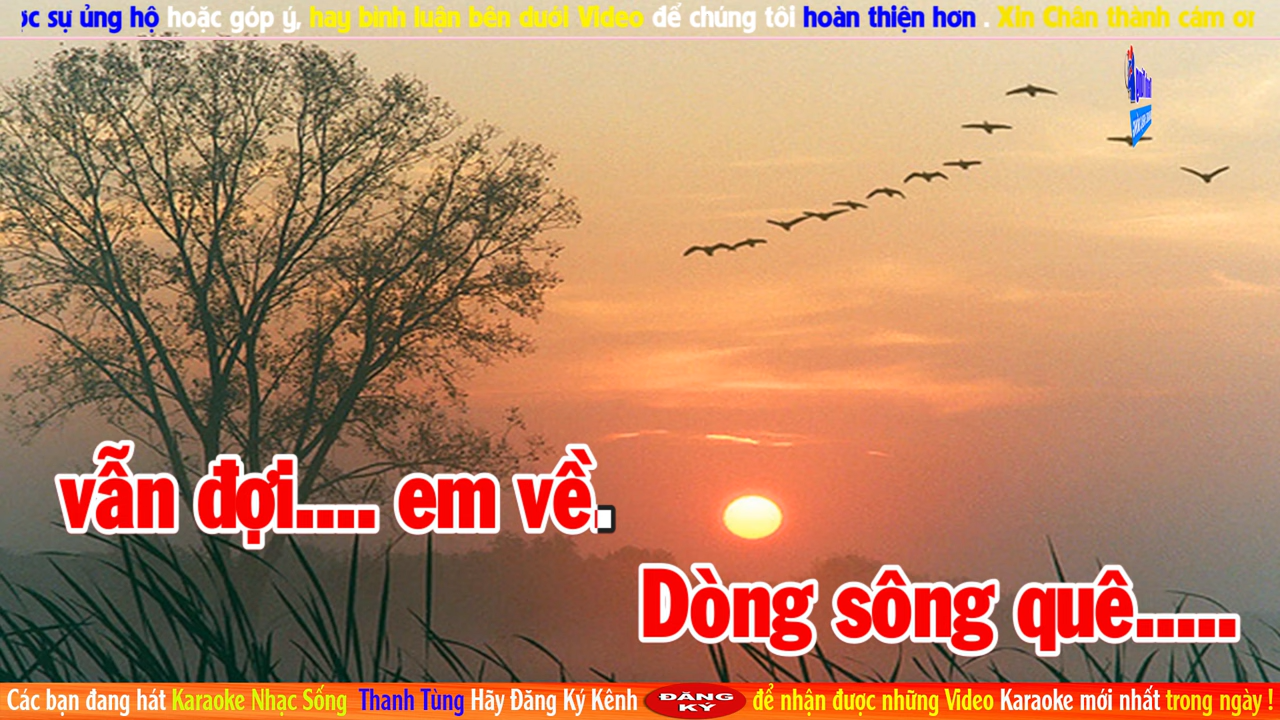 sự ủng hộ hoặc góp ý, hay bình luận bên dưới Video để chúng tôi hoàn thiện hơn . Xin Chân thành cảm ơn
vẫn đợi.... em về.
Dòng sông quê.....
Các bạn đang hát Karaoke Nhạc Sống Thanh Tùng Hãy Đăng Ký Kênh ĐĂNG KÝ để nhận được những Video Karaoke mới nhất trong ngày !